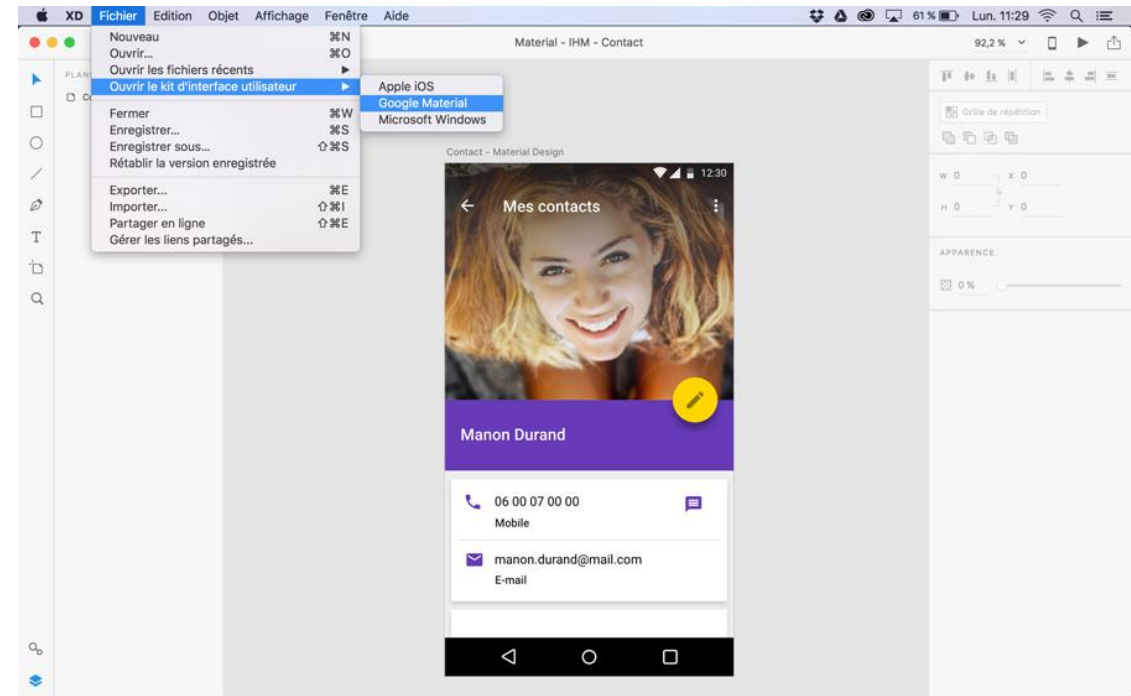 XD Fichier Edition Objet Affichage Fenêtre Aide 61 % Lun. 11:29
Material - IHM - Contact 92,2 %
Nouveau ⌘N
Ouvrir... ⌘O
Ouvrir les fichiers récents
Ouvrir le kit d'interface utilisateur
Fermer ⌘W
Enregistrer... ⌘S
Enregistrer sous... ⇧⌘S
Rétablir la version enregistrée
Exporter... ⌘E
Importer... ⇧⌘I
Partager en ligne ⇧⌘E
Gérer les liens partagés...
Apple iOS
Google Material
Microsoft Windows
Contact - Material Design
12:30
Mes contacts
Manon Durand
06 00 07 00 00
Mobile
manon.durand@mail.com
E-mail
Grille de répétition
W 0 X 0
H 0 Y 0
APPARENCE
0 %
T